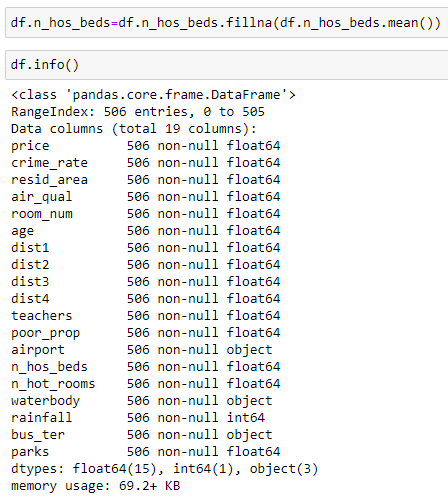 df.n_hos_beds=df.n_hos_beds.fillna(df.n_hos_beds.mean())
df.info()
<class 'pandas.core.frame.DataFrame'>
RangeIndex: 506 entries, 0 to 505
Data columns (total 19 columns):
price          506 non-null float64
crime_rate     506 non-null float64
resid_area     506 non-null float64
air_qual       506 non-null float64
room_num       506 non-null float64
age            506 non-null float64
dist1          506 non-null float64
dist2          506 non-null float64
dist3          506 non-null float64
dist4          506 non-null float64
teachers       506 non-null float64
poor_prop      506 non-null float64
airport        506 non-null object
n_hos_beds     506 non-null float64
n_hot_rooms    506 non-null float64
waterbody      506 non-null object
rainfall       506 non-null int64
bus_ter        506 non-null object
parks          506 non-null float64
dtypes: float64(15), int64(1), object(3)
memory usage: 69.2+ KB